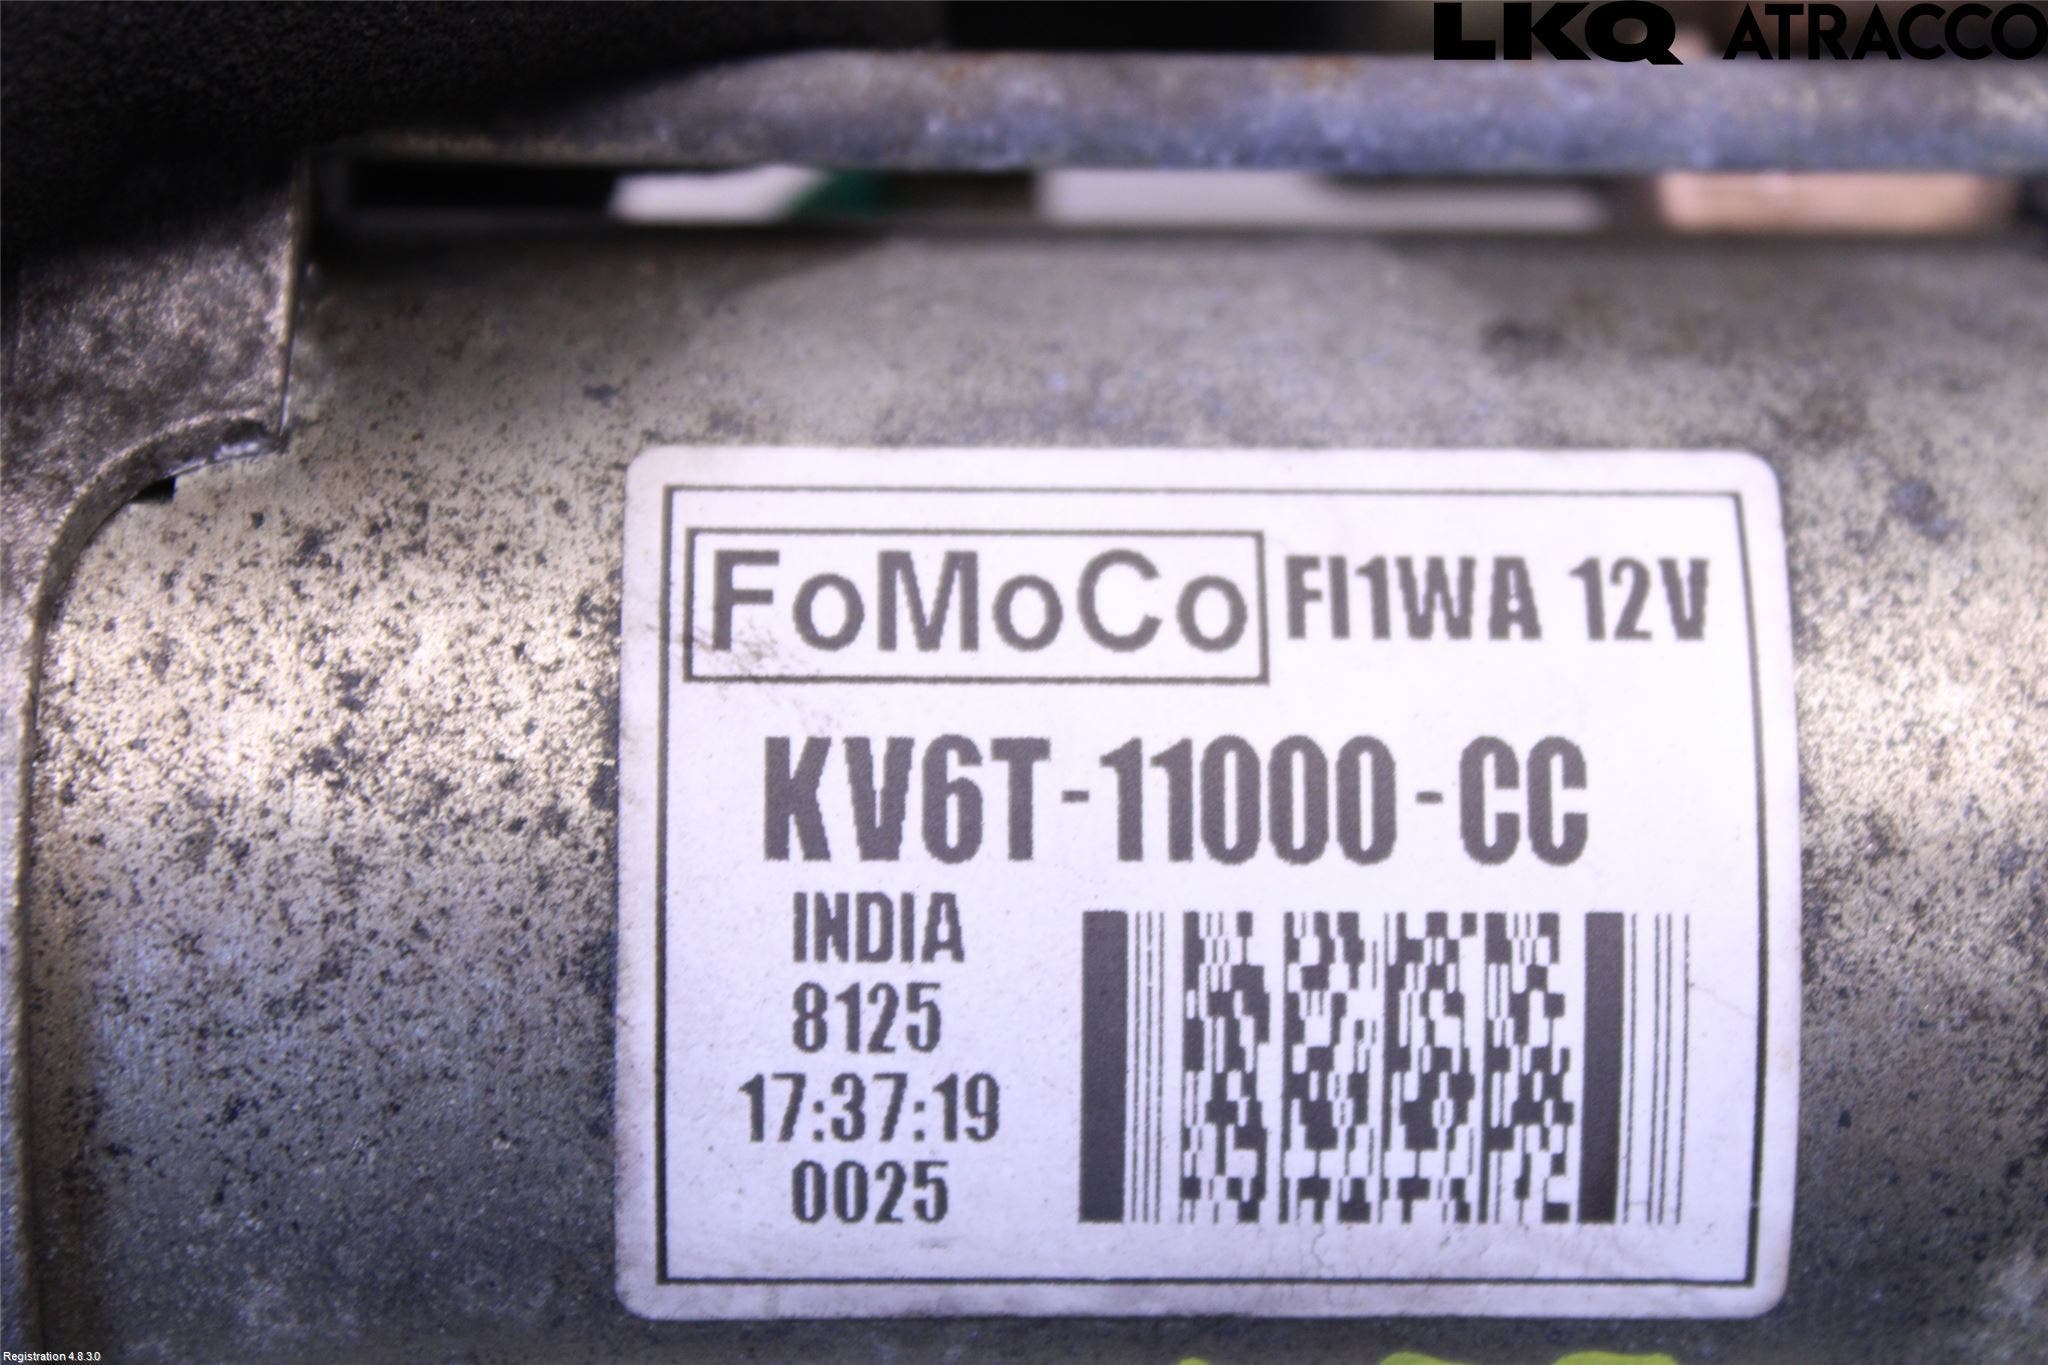 LKQ ATRACCO
FoMoCo FI1WA 12V
KV6T-11000-CC
INDIA
8125
17:37:19
0025
Registration 4.8.3.0